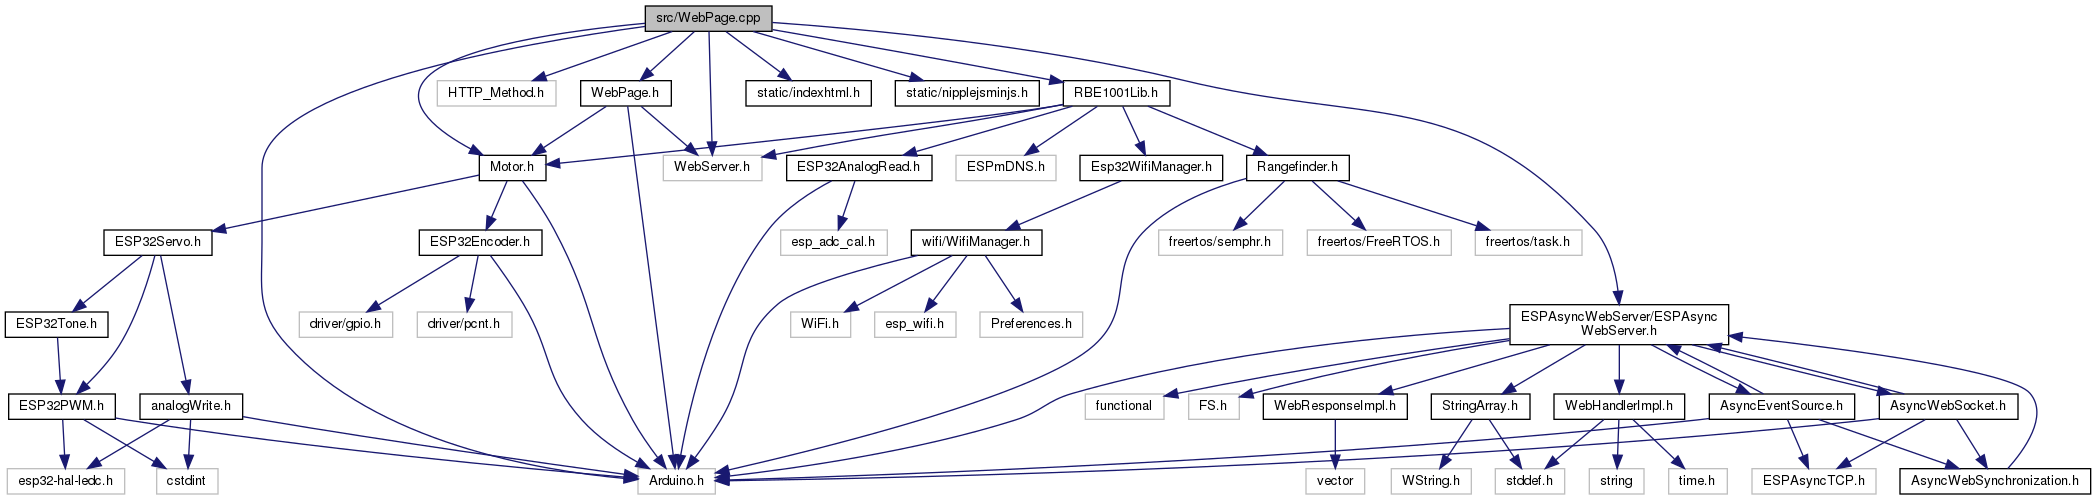 src/WebPage.cpp
HTTP_Method.h
WebPage.h
static/indexhtml.h
static/nipplejsminjs.h
RBE1001Lib.h
Motor.h
WebServer.h
ESP32AnalogRead.h
ESPmDNS.h
Esp32WifiManager.h
Rangefinder.h
ESP32Servo.h
ESP32Encoder.h
esp_adc_cal.h
wifi/WifiManager.h
freertos/semphr.h
freertos/FreeRTOS.h
freertos/task.h
ESP32Tone.h
driver/gpio.h
driver/pcnt.h
WiFi.h
esp_wifi.h
Preferences.h
ESPAsyncWebServer/ESPAsync
WebServer.h
ESP32PWM.h
analogWrite.h
functional
FS.h
WebResponseImpl.h
StringArray.h
WebHandlerImpl.h
AsyncEventSource.h
AsyncWebSocket.h
esp32-hal-ledc.h
cstdint
Arduino.h
vector
WString.h
stddef.h
string
time.h
ESPAsyncTCP.h
AsyncWebSynchronization.h